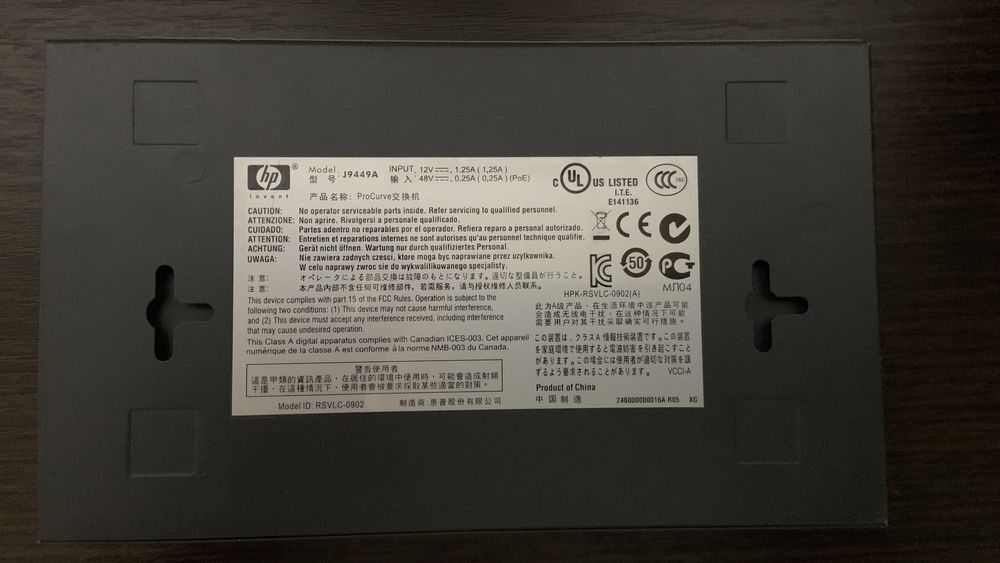 hp
®
invent
Model: J9449A
型 号:
INPUT, 12V⎓, 1.25A ( 1,25A )
输 入: 48V⎓, 0.25A ( 0,25A ) (PoE)
产品名称: ProCurve交换机
CAUTION: No operator serviceable parts inside. Refer servicing to qualified personnel.
ATTENZIONE: Non aprire. Rivolgersi a personale qualificato.
CUIDADO: Partes adentro no reparables por el operador. Refiera reparo a personal autorizado.
ATTENTION: Entretien et reparations internes ne sont autorises qu'au personnel technique qualifie.
ACHTUNG: Gerät nicht öffnen. Wartung nur durch qualifiziertes Personal.
UWAGA: Nie zawiera zadnych czesci, ktore moga byc naprawiane przez uzytkownika.
W celu naprawy zwroc sie do wykwalifikowanego specjalisty.
注 意: オペレータによる部品交換は故障のもとになります。適切な整備員が行うこと。
注 意: 本产品内部不含任何可维修部件, 若需服务, 请与授权维修人员联系。
This device complies with part 15 of the FCC Rules. Operation is subject to the
following two conditions: (1) This device may not cause harmful interference,
and (2) This device must accept any interference received, including interference
that may cause undesired operation.
This Class A digital apparatus complies with Canadian ICES-003. Cet appareil
numérique de la classe A est conforme à la norme NMB-003 du Canada.
警告使用者
這是甲類的資訊產品, 在居住的環境中使用時, 可能會造成射頻
干擾, 在這種情況下, 使用者會被要求採取某些適當的對策。
Model ID: RSVLC-0902
制造商: 惠普股份有限公司
C UL US LISTED
I.T.E.
E141136
CCC
CE
50
МЛ04
HPK-RSVLC-0902(A)
此为A级产品, 在生活环境中该产品可能
会造成无线电干扰, 在这种情况下可能
需要用户对其干扰采取确实可行措施。
この装置は、クラスA 情報技術装置です。この装置
を家庭環境で使用すると電波妨害を引き起こすことが
があります。この場合には使用者が適切な対策を講
ずるよう要求されることがあります。 VCCI-A
Product of China
中 国 制 造
246000000016A R05 XG